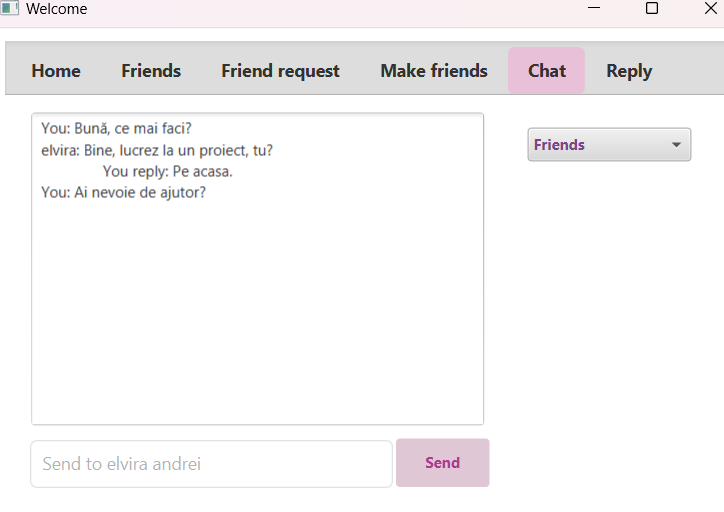 Welcome
Home Friends Friend request Make friends Chat Reply
You: Bună, ce mai faci?
elvira: Bine, lucrez la un proiect, tu?
You reply: Pe acasa.
You: Ai nevoie de ajutor?
Friends
Send to elvira andrei
Send